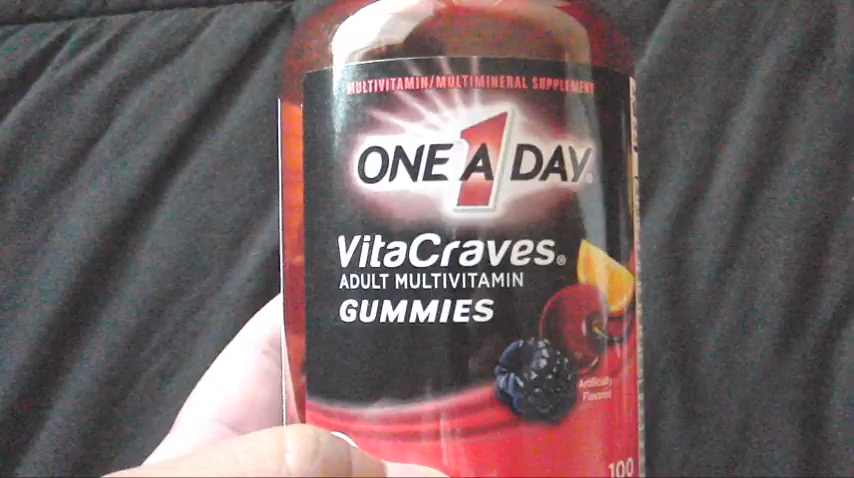 MULTIVITAMIN/MULTIMINERAL SUPPLEMENT
ONE A DAY®
1
VitaCraves®
ADULT MULTIVITAMIN
GUMMIES
Artificially
Flavored
100